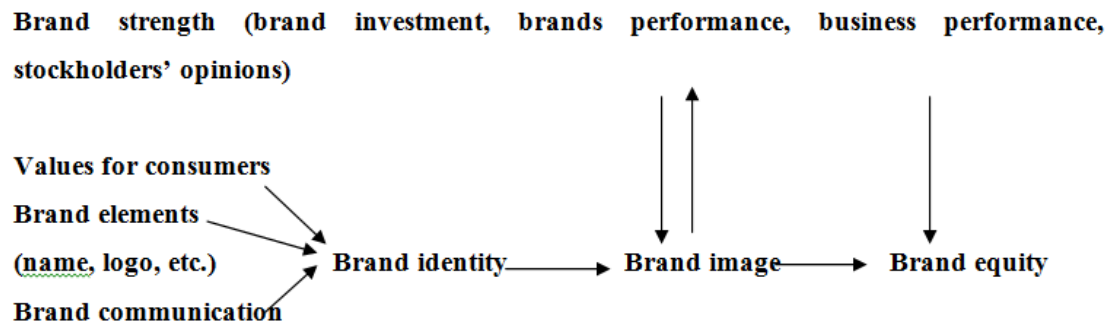 Brand strength (brand investment, brands performance, business performance,
stockholders’ opinions)
Values for consumers
Brand elements
(name, logo, etc.)
Brand identity
Brand image
Brand equity
Brand communication